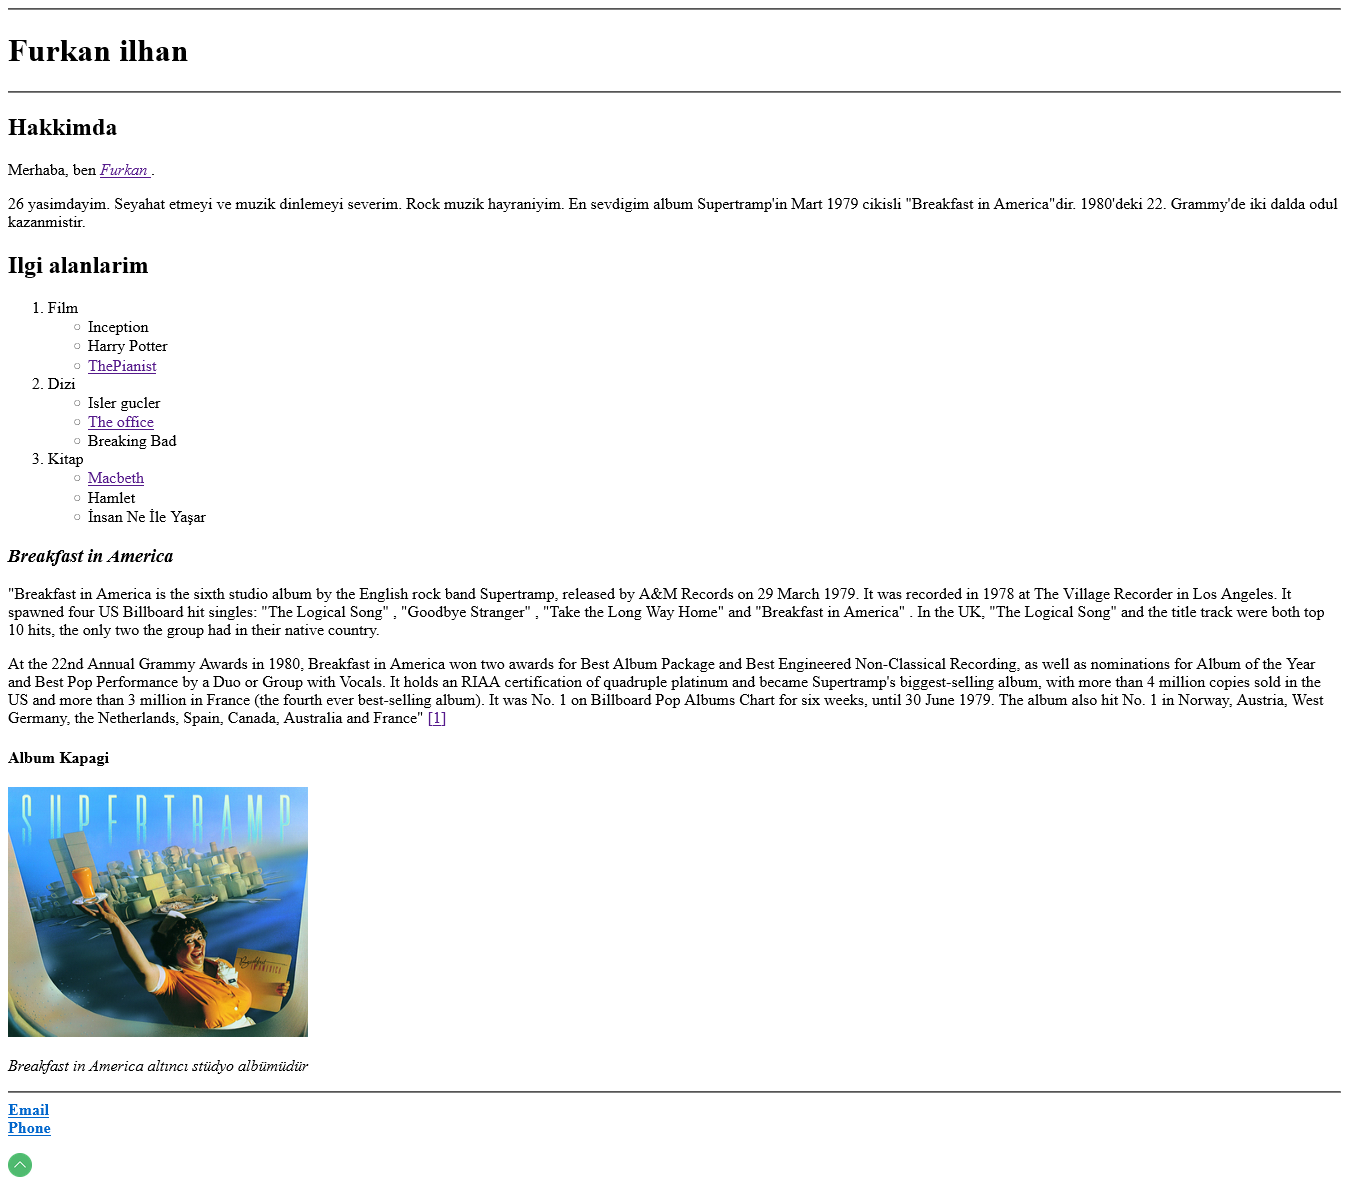 Furkan ilhan
Hakkimda
Merhaba, ben Furkan .
26 yasimdayim. Seyahat etmeyi ve muzik dinlemeyi severim. Rock muzik hayraniyim. En sevdigim album Supertramp'in Mart 1979 cikisli "Breakfast in America"dir. 1980'deki 22. Grammy'de iki dalda odul
kazanmistir.
Ilgi alanlarim
1. Film
Inception
Harry Potter
ThePianist
2. Dizi
Isler gucler
The office
Breaking Bad
3. Kitap
Macbeth
Hamlet
İnsan Ne İle Yaşar
Breakfast in America
"Breakfast in America is the sixth studio album by the English rock band Supertramp, released by A&M Records on 29 March 1979. It was recorded in 1978 at The Village Recorder in Los Angeles. It
spawned four US Billboard hit singles: "The Logical Song" , "Goodbye Stranger" , "Take the Long Way Home" and "Breakfast in America" . In the UK, "The Logical Song" and the title track were both top
10 hits, the only two the group had in their native country.
At the 22nd Annual Grammy Awards in 1980, Breakfast in America won two awards for Best Album Package and Best Engineered Non-Classical Recording, as well as nominations for Album of the Year
and Best Pop Performance by a Duo or Group with Vocals. It holds an RIAA certification of quadruple platinum and became Supertramp's biggest-selling album, with more than 4 million copies sold in the
US and more than 3 million in France (the fourth ever best-selling album). It was No. 1 on Billboard Pop Albums Chart for six weeks, until 30 June 1979. The album also hit No. 1 in Norway, Austria, West
Germany, the Netherlands, Spain, Canada, Australia and France" [1]
Album Kapagi
SUPERTRAMP
Breakfast
IN AMERICA
Breakfast in America altıncı stüdyo albümüdür
Email
Phone